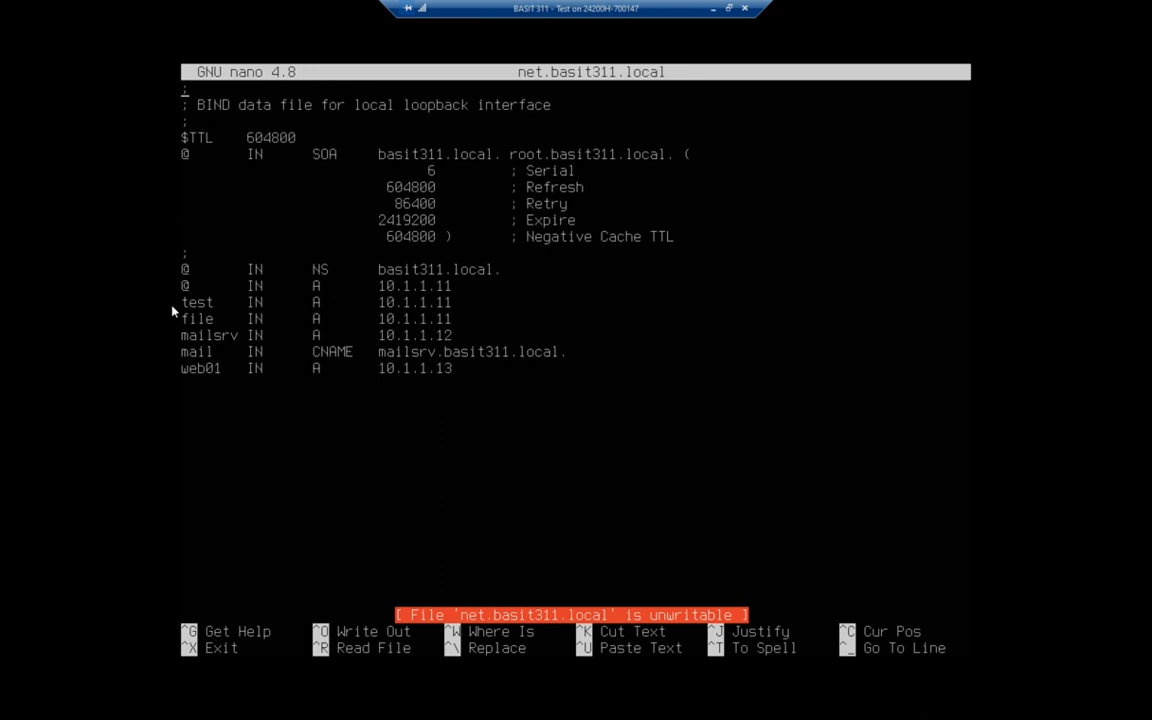 BASIT 311 - Test on 24200H-700147
GNU nano 4.8 net.basit311.local
;
; BIND data file for local loopback interface
;
$TTL 604800
@ IN SOA basit311.local. root.basit311.local. (
6 ; Serial
604800 ; Refresh
86400 ; Retry
2419200 ; Expire
604800 ) ; Negative Cache TTL
;
@ IN NS basit311.local.
@ IN A 10.1.1.11
test IN A 10.1.1.11
file IN A 10.1.1.11
mailsrv IN A 10.1.1.12
mail IN CNAME mailsrv.basit311.local.
web01 IN A 10.1.1.13
[ File 'net.basit311.local' is unwritable ]
^G Get Help ^O Write Out ^W Where Is ^K Cut Text ^J Justify ^C Cur Pos
^X Exit ^R Read File ^\ Replace ^U Paste Text ^T To Spell ^_ Go To Line